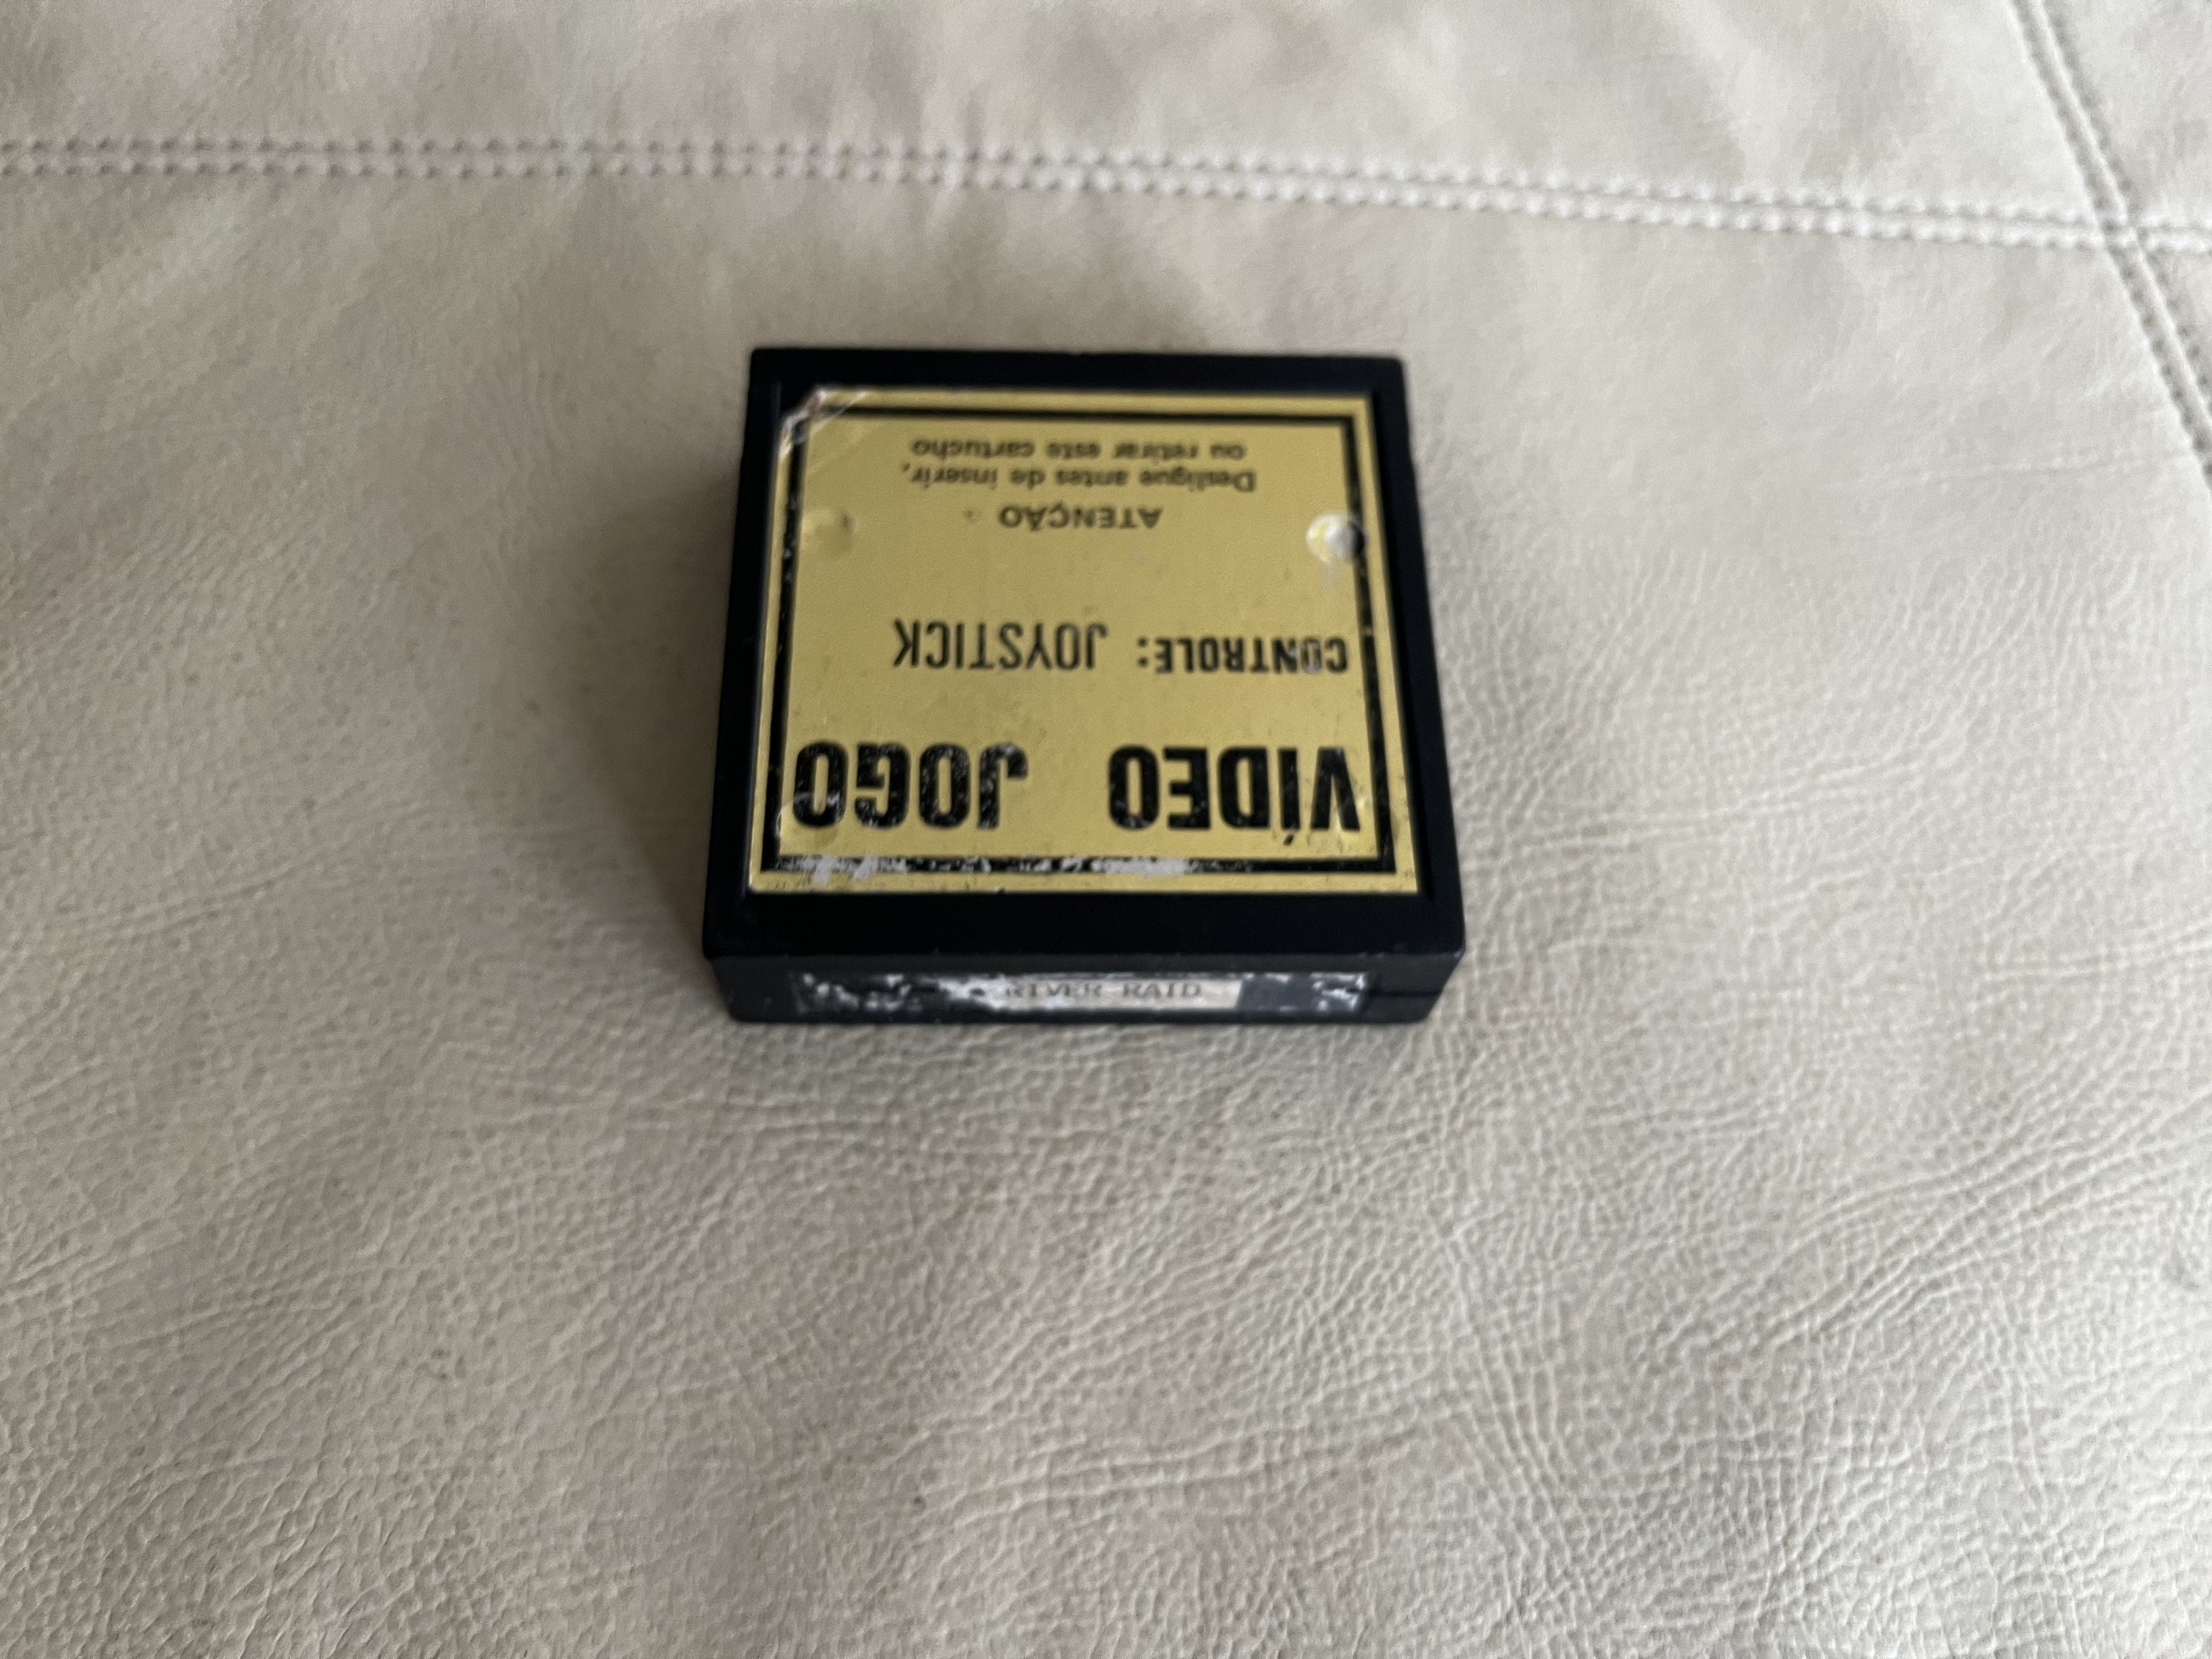 VÍDEO JOGO
CONTROLE: JOYSTICK
ATENÇÃO
Desligue antes de inserir,
ou retirar este cartucho
RIVER RAID